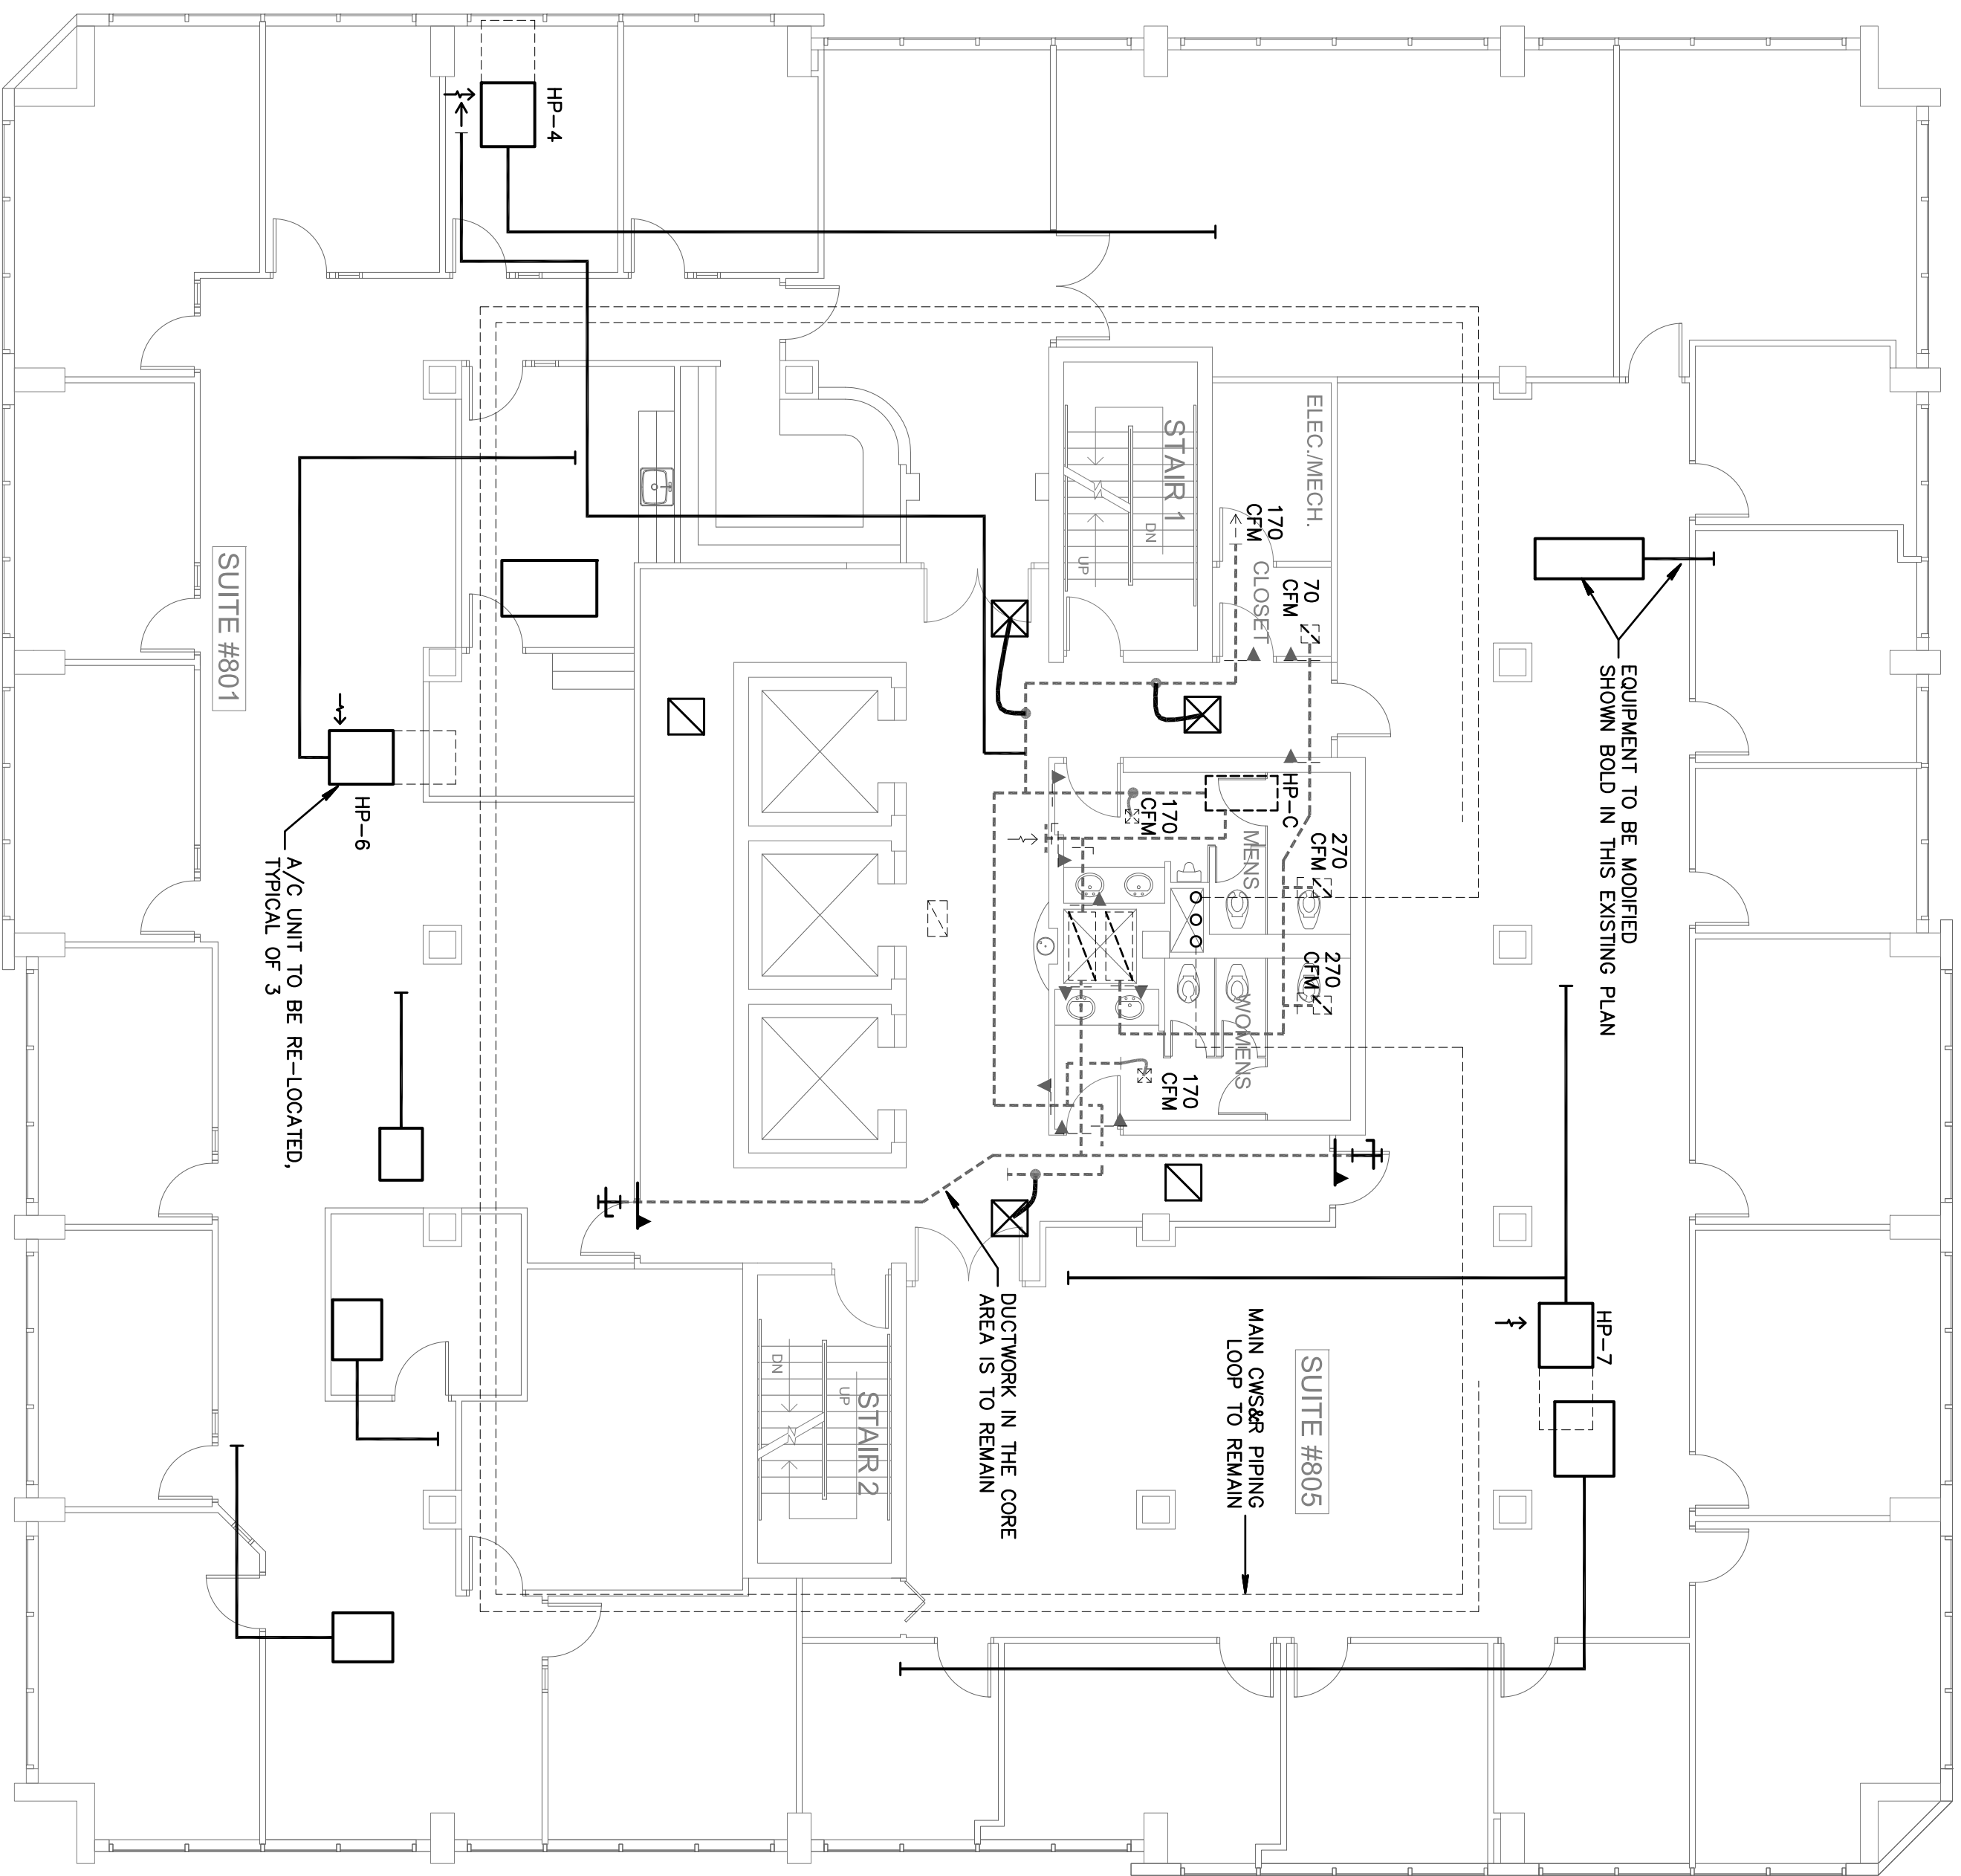 EQUIPMENT TO BE MODIFIED
SHOWN BOLD IN THIS EXISTING PLAN
HP-7
ELEC./MECH.
70
CFM
270
CFM
270
CFM
SUITE #805
HP-C
170
CFM
CLOSET
MENS
WOMENS
MAIN CWS&R PIPING
LOOP TO REMAIN
STAIR 1
DN
UP
170
CFM
170
CFM
DUCTWORK IN THE CORE
AREA IS TO REMAIN
STAIR 2
UP
DN
HP-4
HP-6
A/C UNIT TO BE RE-LOCATED,
TYPICAL OF 3
SUITE #801